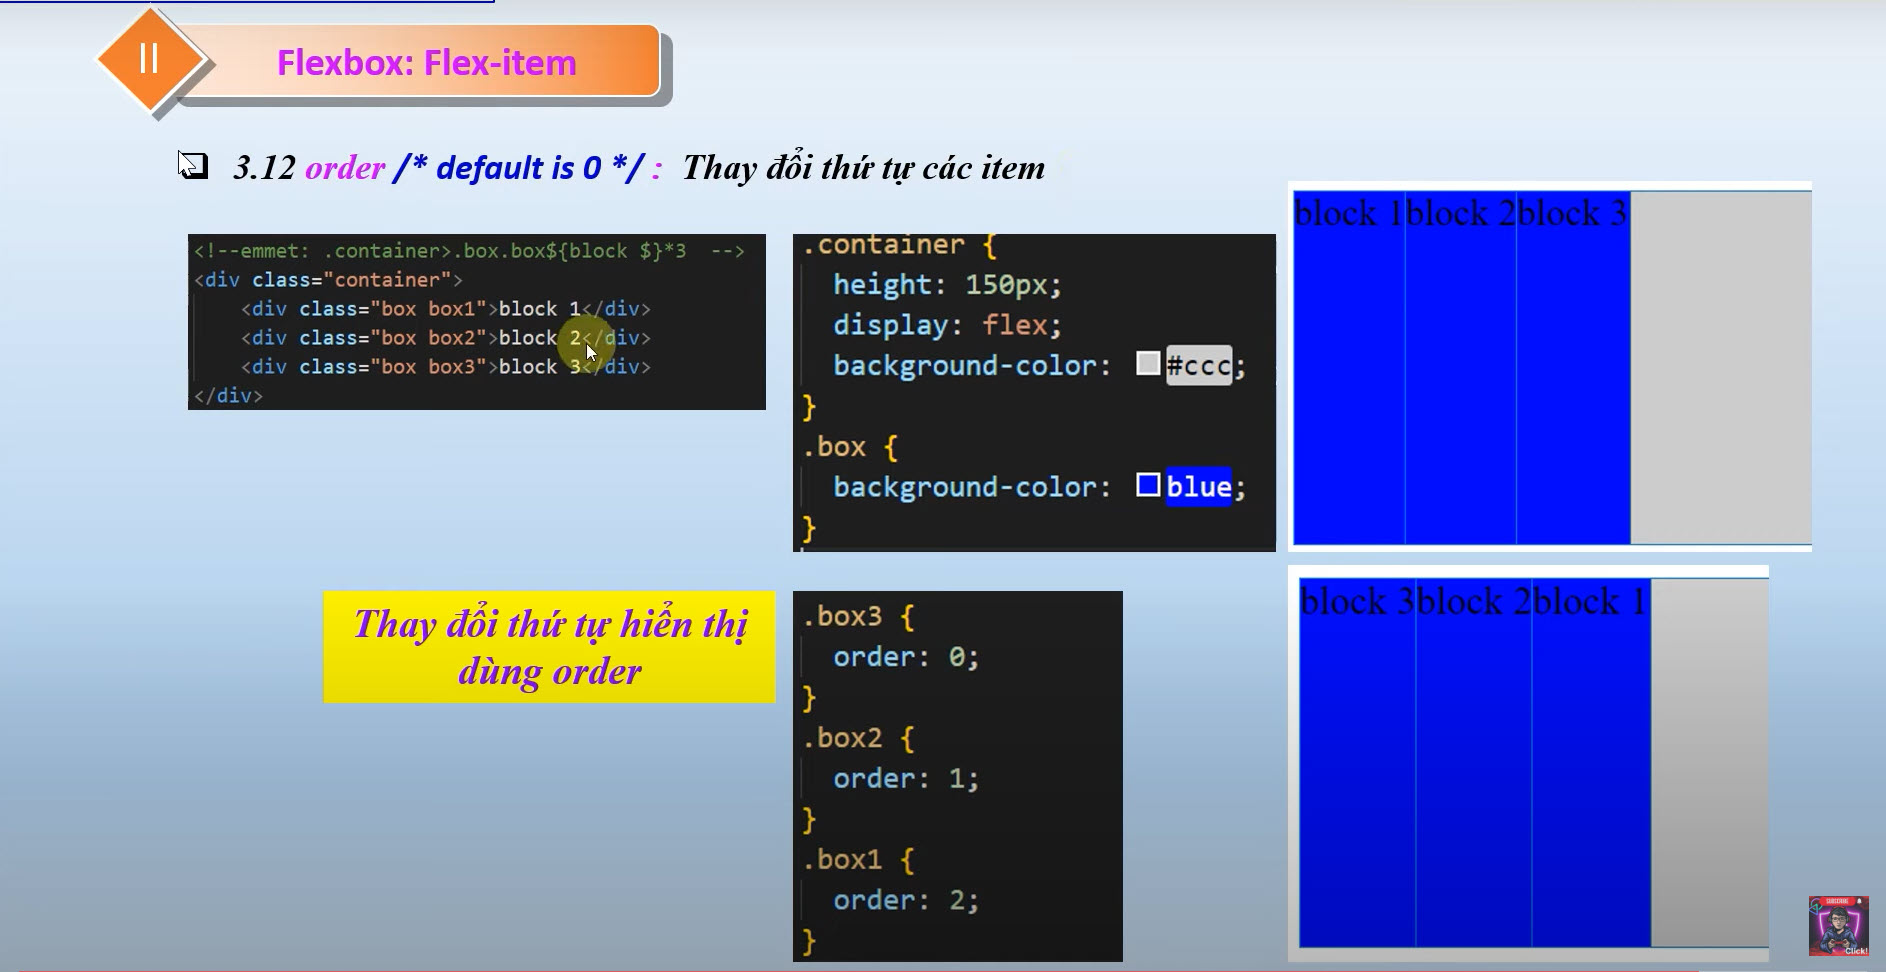 II
Flexbox: Flex-item
3.12 order /* default is 0 */ : Thay đổi thứ tự các item
<!--emmet: .container>.box.box${block $}*3  -->
<div class="container">
    <div class="box box1">block 1</div>
    <div class="box box2">block 2</div>
    <div class="box box3">block 3</div>
</div>
.container {
  height: 150px;
  display: flex;
  background-color: #ccc;
}
.box {
  background-color: blue;
}
block 1block 2block 3
Thay đổi thứ tự hiển thị
dùng order
.box3 {
  order: 0;
}
.box2 {
  order: 1;
}
.box1 {
  order: 2;
}
block 3block 2block 1
SUBSCRIBE
Click!